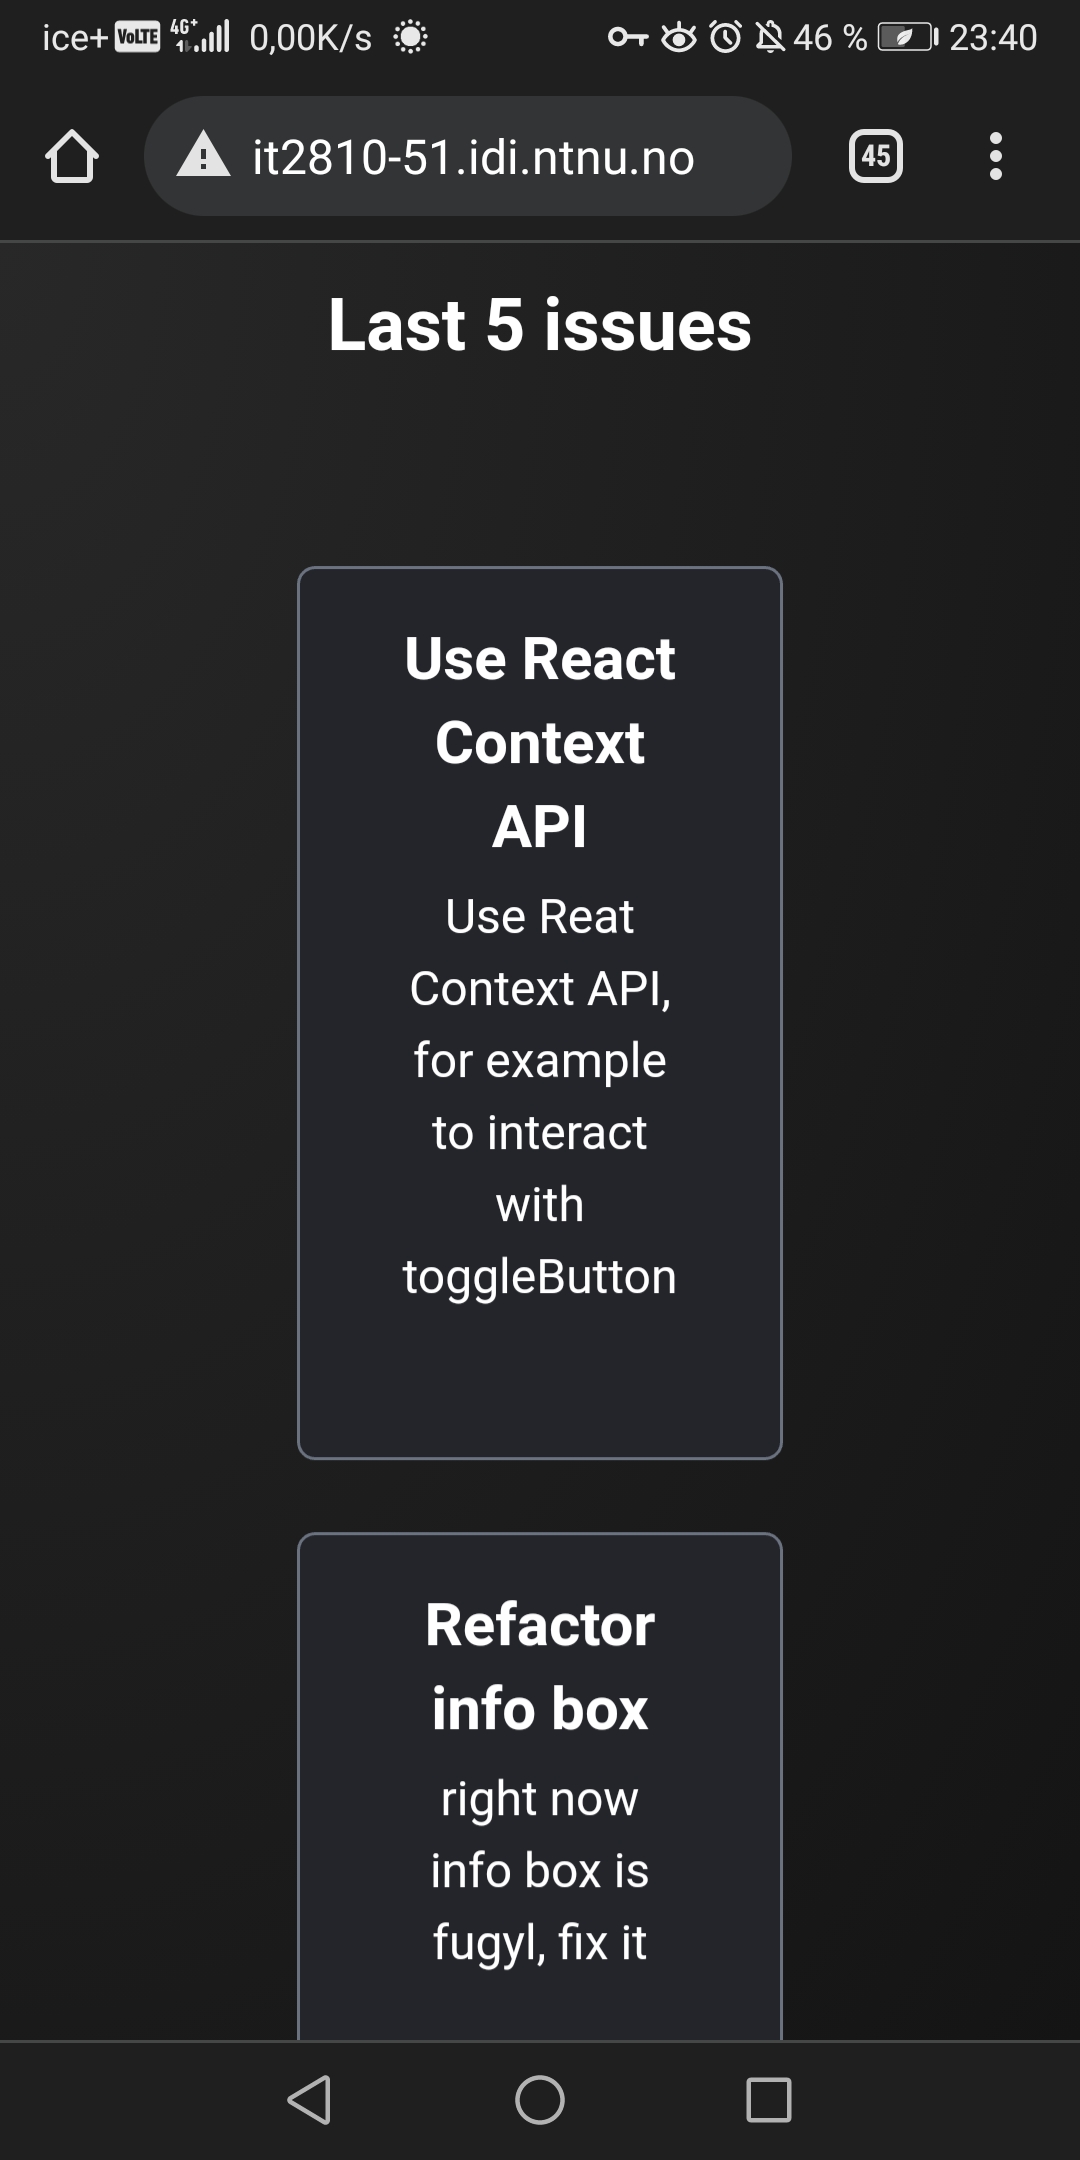 ice+ VoLTE 4G+ 0,00K/s 46 % 23:40
it2810-51.idi.ntnu.no 45
Last 5 issues
Use React
Context
API
Use Reat
Context API,
for example
to interact
with
toggleButton
Refactor
info box
right now
info box is
fugyl, fix it